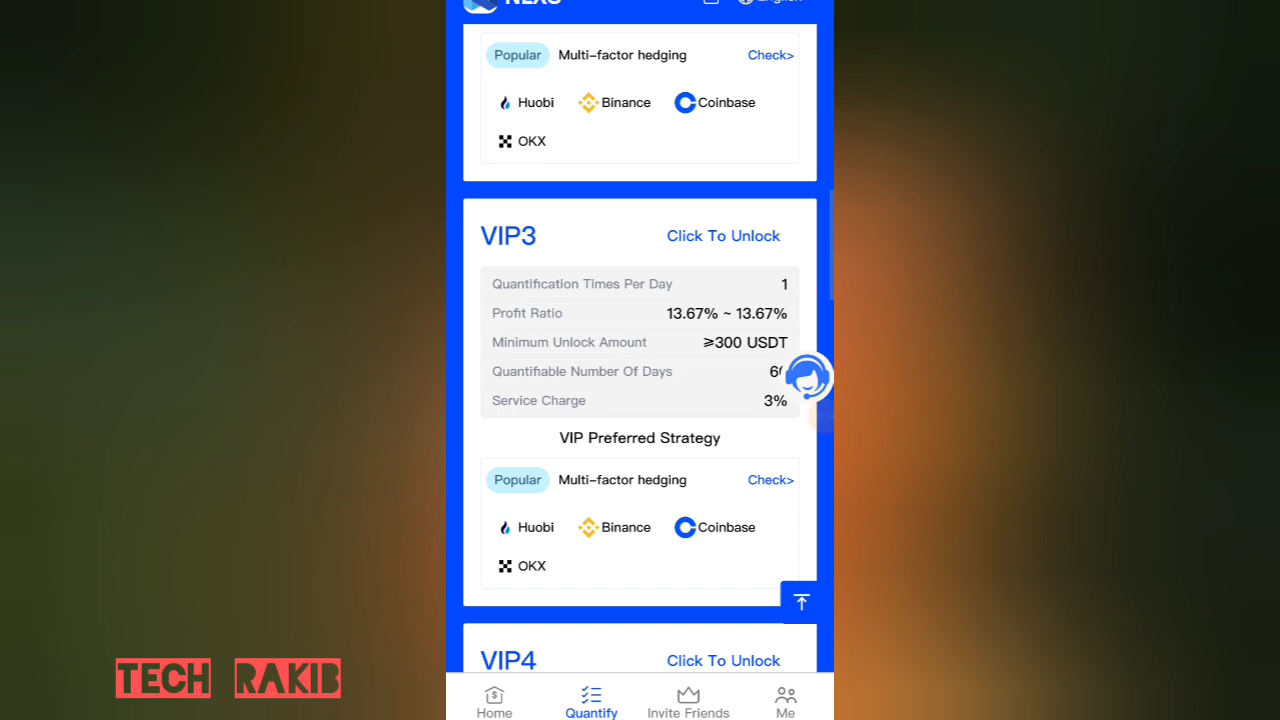 Popular Multi-factor hedging Check>
Huobi Binance Coinbase
OKX
VIP3 Click To Unlock
Quantification Times Per Day 1
Profit Ratio 13.67% ~ 13.67%
Minimum Unlock Amount ≥300 USDT
Quantifiable Number Of Days
Service Charge 3%
VIP Preferred Strategy
Popular Multi-factor hedging Check>
Huobi Binance Coinbase
OKX
VIP4 Click To Unlock
TECH RAKIB
Home Quantify Invite Friends Me